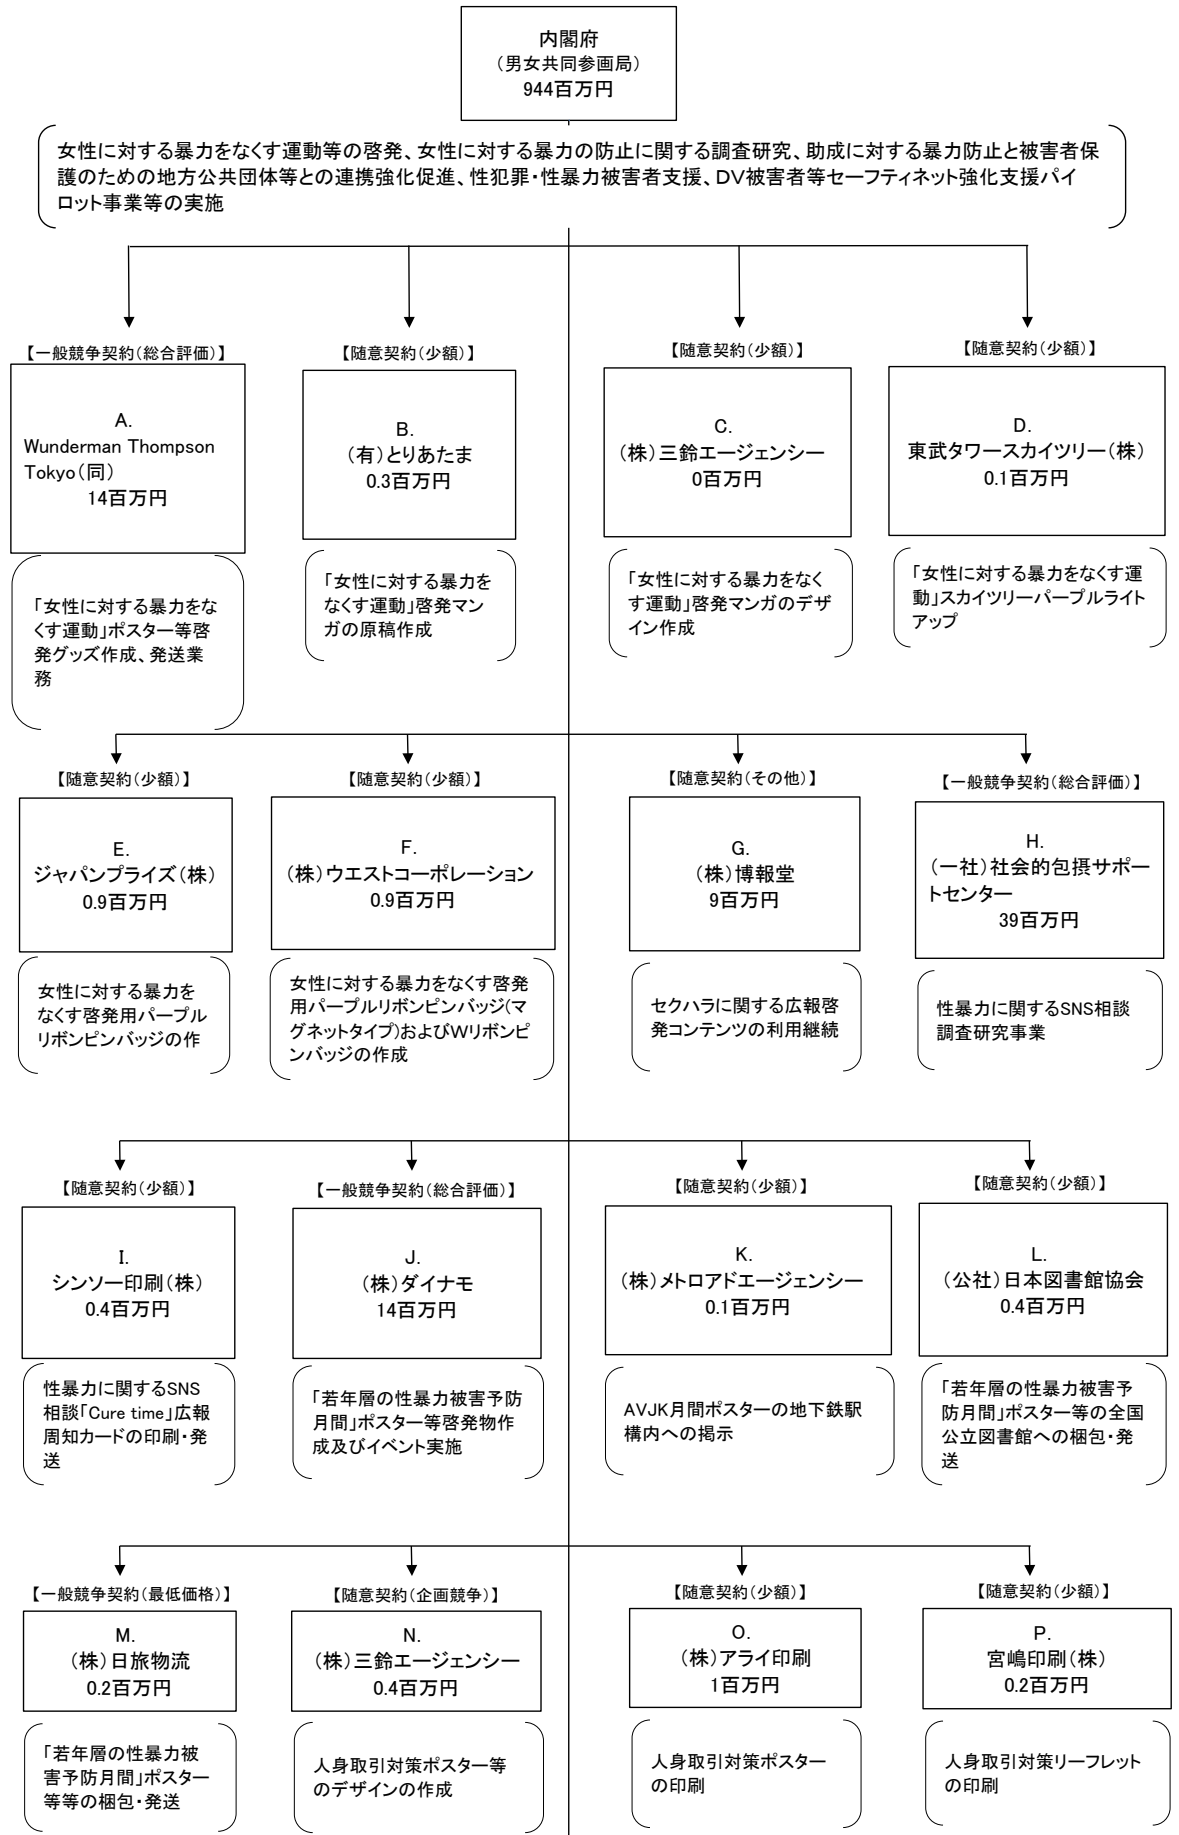 内閣府
（男女共同参画局）
944百万円
女性に対する暴力をなくす運動等の啓発、女性に対する暴力の防止に関する調査研究、助成に対する暴力防止と被害者保
護のための地方公共団体等との連携強化促進、性犯罪・性暴力被害者支援、DV被害者等セーフティネット強化支援パイ
ロット事業等の実施
【一般競争契約（総合評価）】
A.
Wunderman Thompson
Tokyo（同）
14百万円
「女性に対する暴力をな
くす運動」ポスター等啓
発グッズ作成、発送業
務
【随意契約（少額）】
B.
（有）とりあたま
0.3百万円
「女性に対する暴力を
なくす運動」啓発マン
ガの原稿作成
【随意契約（少額）】
C.
（株）三鈴エージェンシー
0百万円
「女性に対する暴力をなく
す運動」啓発マンガのデザ
イン作成
【随意契約（少額）】
D.
東武タワースカイツリー（株）
0.1百万円
「女性に対する暴力をなくす運
動」スカイツリーパープルライト
アップ
【随意契約（少額）】
E.
ジャパンプライズ（株）
0.9百万円
女性に対する暴力を
なくす啓発用パープル
リボンピンバッジの作
【随意契約（少額）】
F.
（株）ウエストコーポレーション
0.9百万円
女性に対する暴力をなくす啓発
用パープルリボンピンバッジ（マ
グネットタイプ）およびWリボンピ
ンバッジの作成
【随意契約（その他）】
G.
（株）博報堂
9百万円
セクハラに関する広報啓
発コンテンツの利用継続
【一般競争契約（総合評価）】
H.
（一社）社会的包摂サポー
トセンター
39百万円
性暴力に関するSNS相談
調査研究事業
【随意契約（少額）】
I.
シンソー印刷（株）
0.4百万円
性暴力に関するSNS
相談「Cure time」広報
周知カードの印刷・発
送
【一般競争契約（総合評価）】
J.
（株）ダイナモ
14百万円
「若年層の性暴力被害予防
月間」ポスター等啓発物作
成及びイベント実施
【随意契約（少額）】
K.
（株）メトロアドエージェンシー
0.1百万円
AVJK月間ポスターの地下鉄駅
構内への掲示
【随意契約（少額）】
L.
（公社）日本図書館協会
0.4百万円
「若年層の性暴力被害予
防月間」ポスター等の全国
公立図書館への梱包・発
送
【一般競争契約（最低価格）】
M.
（株）日旅物流
0.2百万円
「若年層の性暴力被
害予防月間」ポスター
等等の梱包・発送
【随意契約（企画競争）】
N.
（株）三鈴エージェンシー
0.4百万円
人身取引対策ポスター等
のデザインの作成
【随意契約（少額）】
O.
（株）アライ印刷
1百万円
人身取引対策ポスター
の印刷
【随意契約（少額）】
P.
宮嶋印刷（株）
0.2百万円
人身取引対策リーフレット
の印刷